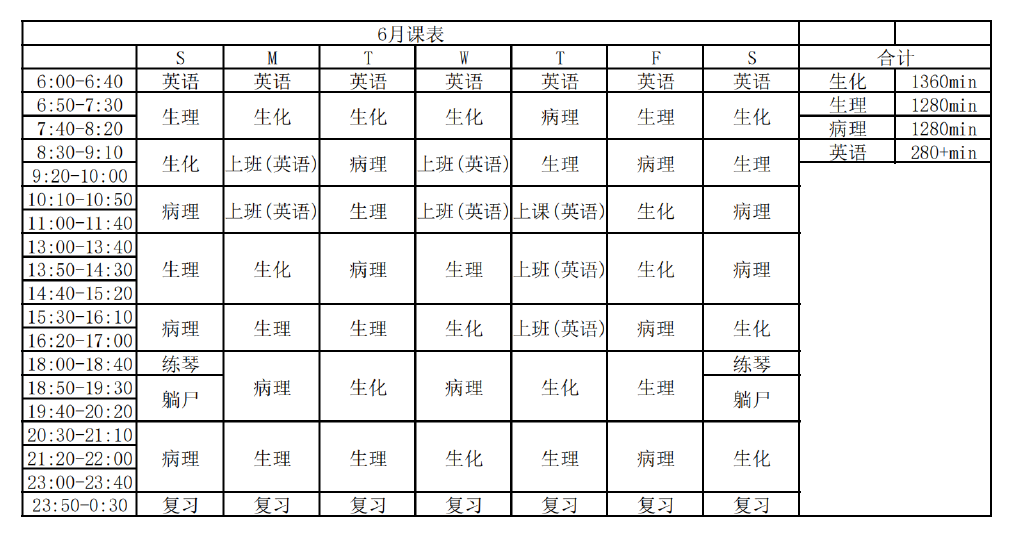 6月课表
S M T W T F S 合计
6:00-6:40 英语 英语 英语 英语 英语 英语 英语 生化 1360min
6:50-7:30 生理 1280min
生理 生化 生化 生化 病理 生理 生化
7:40-8:20 病理 1280min
8:30-9:10 英语 280+min
生化 上班(英语) 病理 上班(英语) 生理 病理 生理
9:20-10:00
10:10-10:50
病理 上班(英语) 生理 上班(英语) 上课(英语) 生化 病理
11:00-11:40
13:00-13:40
13:50-14:30 生理 生化 病理 生理 上班(英语) 生化 病理
14:40-15:20
15:30-16:10
病理 生理 生理 生化 上班(英语) 病理 生化
16:20-17:00
18:00-18:40 练琴 练琴
18:50-19:30 病理 生化 病理 生化 生理
躺尸 躺尸
19:40-20:20
20:30-21:10
21:20-22:00 病理 生理 生理 生化 生理 病理 生化
23:00-23:40
23:50-0:30 复习 复习 复习 复习 复习 复习 复习